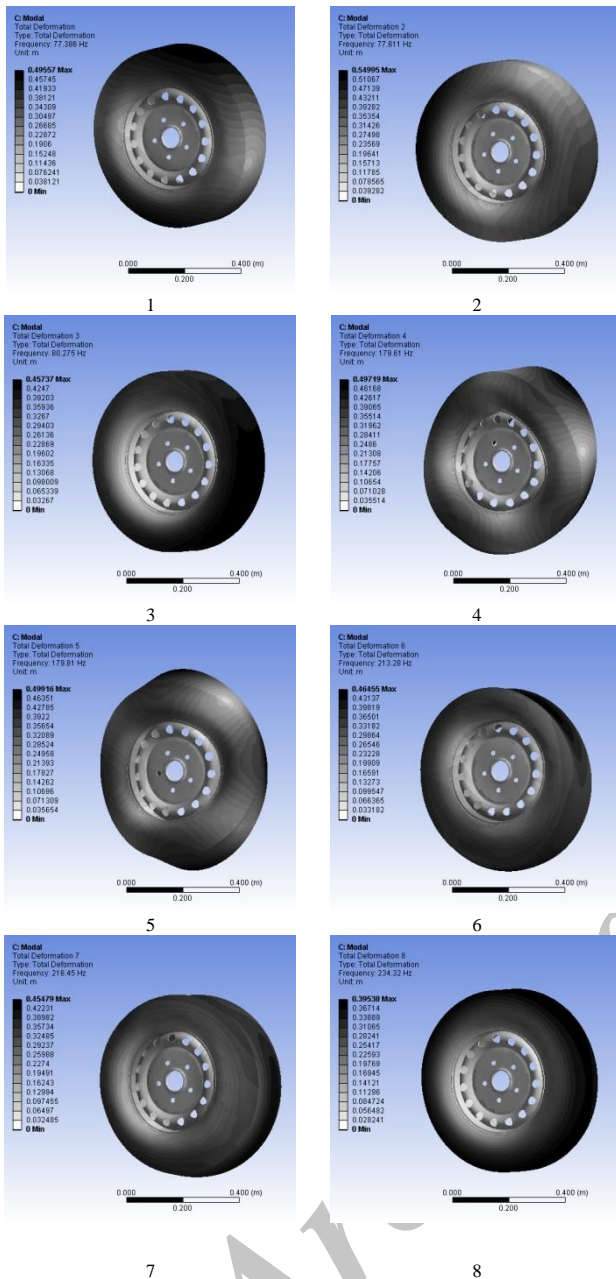 C: Modal
Total Deformation
Type: Total Deformation
Frequency: 77.386 Hz
Unit: m
0.49557 Max
0.45745
0.41933
0.38121
0.34309
0.30497
0.26685
0.22872
0.1906
0.15248
0.11436
0.076241
0.038121
0 Min
0.000
0.400 (m)
0.200
1
C: Modal
Total Deformation 2
Type: Total Deformation
Frequency: 77.811 Hz
Unit: m
0.54995 Max
0.51067
0.47139
0.43211
0.39282
0.35354
0.31426
0.27498
0.23569
0.19641
0.15713
0.11785
0.078565
0.039282
0 Min
0.000
0.400 (m)
0.200
2
C: Modal
Total Deformation 3
Type: Total Deformation
Frequency: 80.275 Hz
Unit: m
0.45737 Max
0.4247
0.39203
0.35936
0.3267
0.29403
0.26136
0.22869
0.19602
0.16335
0.13068
0.098009
0.065339
0.03267
0 Min
0.000
0.400 (m)
0.200
3
C: Modal
Total Deformation 4
Type: Total Deformation
Frequency: 179.61 Hz
Unit: m
0.49719 Max
0.46168
0.42617
0.39065
0.35514
0.31962
0.28411
0.2486
0.21308
0.17757
0.14206
0.10654
0.071028
0.035514
0 Min
0.000
0.400 (m)
0.200
4
C: Modal
Total Deformation 5
Type: Total Deformation
Frequency: 179.81 Hz
Unit: m
0.49916 Max
0.46351
0.42785
0.3922
0.35654
0.32089
0.28524
0.24958
0.21393
0.17827
0.14262
0.10696
0.071309
0.035654
0 Min
0.000
0.400 (m)
0.200
5
C: Modal
Total Deformation 6
Type: Total Deformation
Frequency: 213.28 Hz
Unit: m
0.46455 Max
0.43137
0.39819
0.36501
0.33182
0.29864
0.26546
0.23228
0.19909
0.16591
0.13273
0.099547
0.066365
0.033182
0 Min
0.000
0.400 (m)
0.200
6
C: Modal
Total Deformation 7
Type: Total Deformation
Frequency: 216.45 Hz
Unit: m
0.45479 Max
0.42231
0.38982
0.35734
0.32485
0.29237
0.25988
0.2274
0.19491
0.16243
0.12994
0.097455
0.06497
0.032485
0 Min
0.000
0.400 (m)
0.200
7
C: Modal
Total Deformation 8
Type: Total Deformation
Frequency: 234.32 Hz
Unit: m
0.39538 Max
0.36714
0.33889
0.31065
0.28241
0.25417
0.22593
0.19769
0.16945
0.14121
0.11296
0.084724
0.056482
0.028241
0 Min
0.000
0.400 (m)
0.200
8